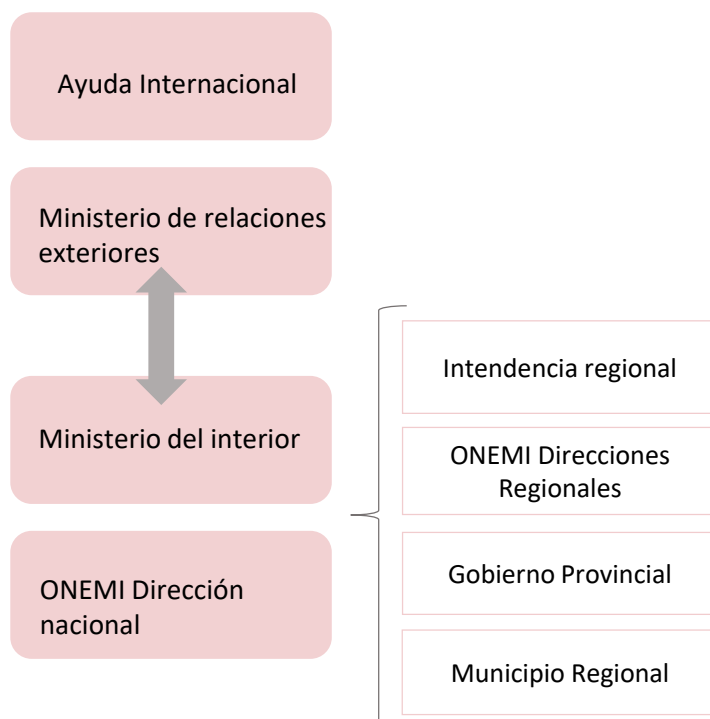 Ayuda Internacional
Ministerio de relaciones
exteriores
Ministerio del interior
ONEMI Dirección
nacional
Intendencia regional
ONEMI Direcciones
Regionales
Gobierno Provincial
Municipio Regional